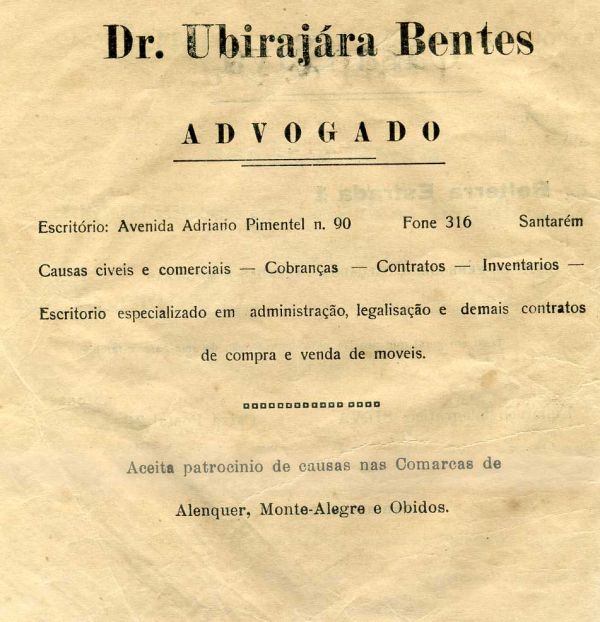 Dr. Ubirajára Bentes
ADVOGADO
Escritório: Avenida Adriano Pimentel n. 90 Fone 316 Santarém
Causas civeis e comerciais — Cobranças — Contratos — Inventarios —
Escritorio especializado em administração, legalisação e demais contratos
de compra e venda de moveis.
Aceita patrocinio de causas nas Comarcas de
Alenquer, Monte-Alegre e Obidos.